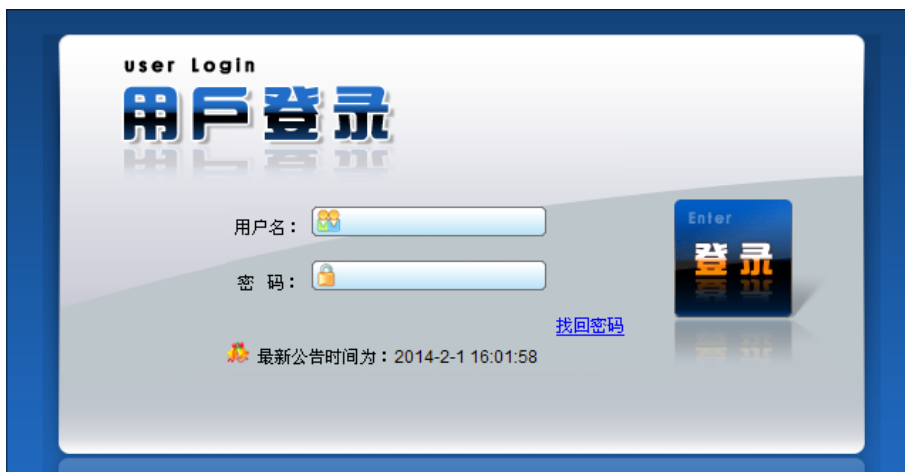 user Login
用戶登录
用户名：
Enter
登录
密 码：
找回密码
最新公告时间为：2014-2-1 16:01:58